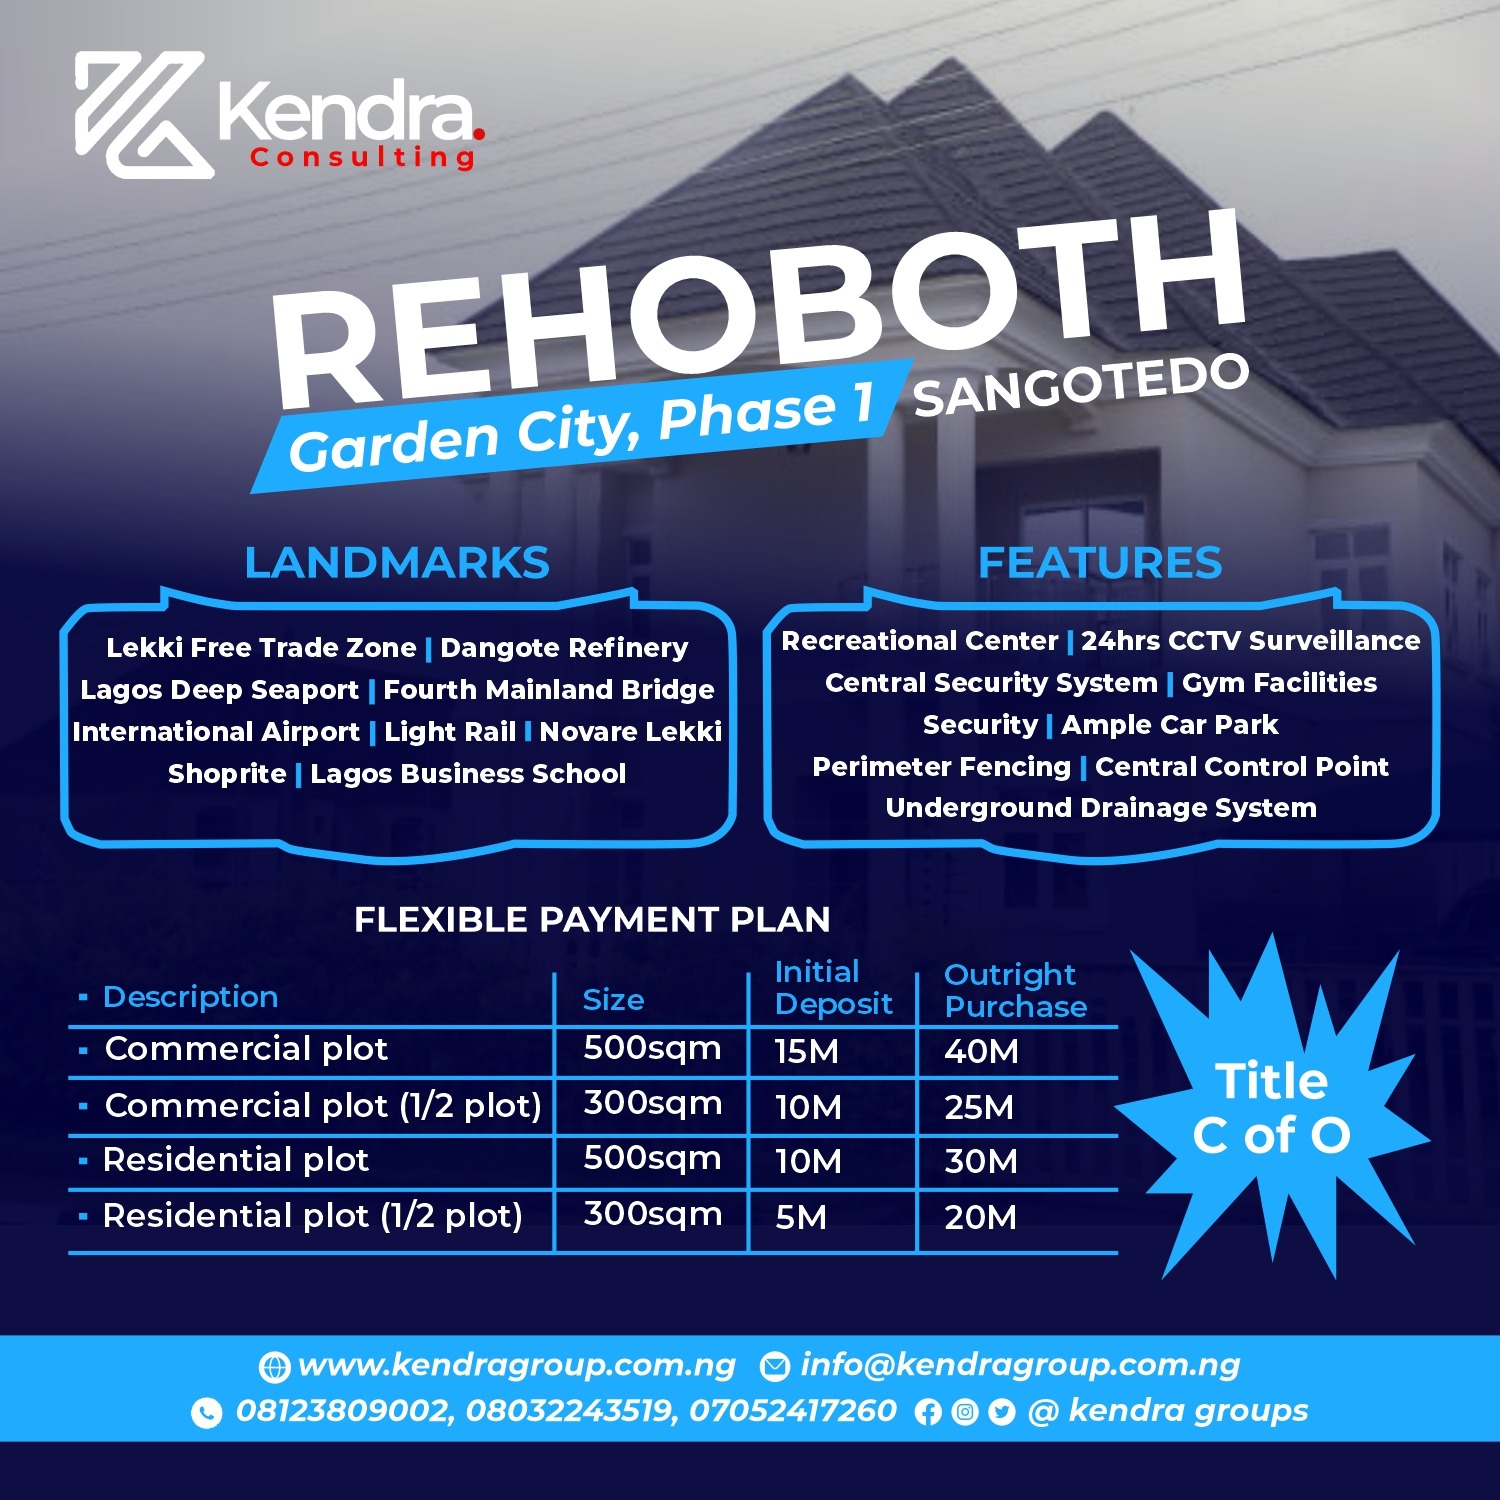 Kendra.
Consulting
REHOBOTH
Garden City, Phase 1
SANGOTEDO
LANDMARKS
Lekki Free Trade Zone | Dangote Refinery
Lagos Deep Seaport | Fourth Mainland Bridge
International Airport | Light Rail | Novare Lekki
Shoprite | Lagos Business School
FEATURES
Recreational Center | 24hrs CCTV Surveillance
Central Security System | Gym Facilities
Security | Ample Car Park
Perimeter Fencing | Central Control Point
Underground Drainage System
FLEXIBLE PAYMENT PLAN
▪ Description Size Initial Deposit Outright Purchase
▪ Commercial plot 500sqm 15M 40M
▪ Commercial plot (1/2 plot) 300sqm 10M 25M
▪ Residential plot 500sqm 10M 30M
▪ Residential plot (1/2 plot) 300sqm 5M 20M
Title
C of O
www.kendragroup.com.ng info@kendragroup.com.ng
08123809002, 08032243519, 07052417260 @ kendra groups